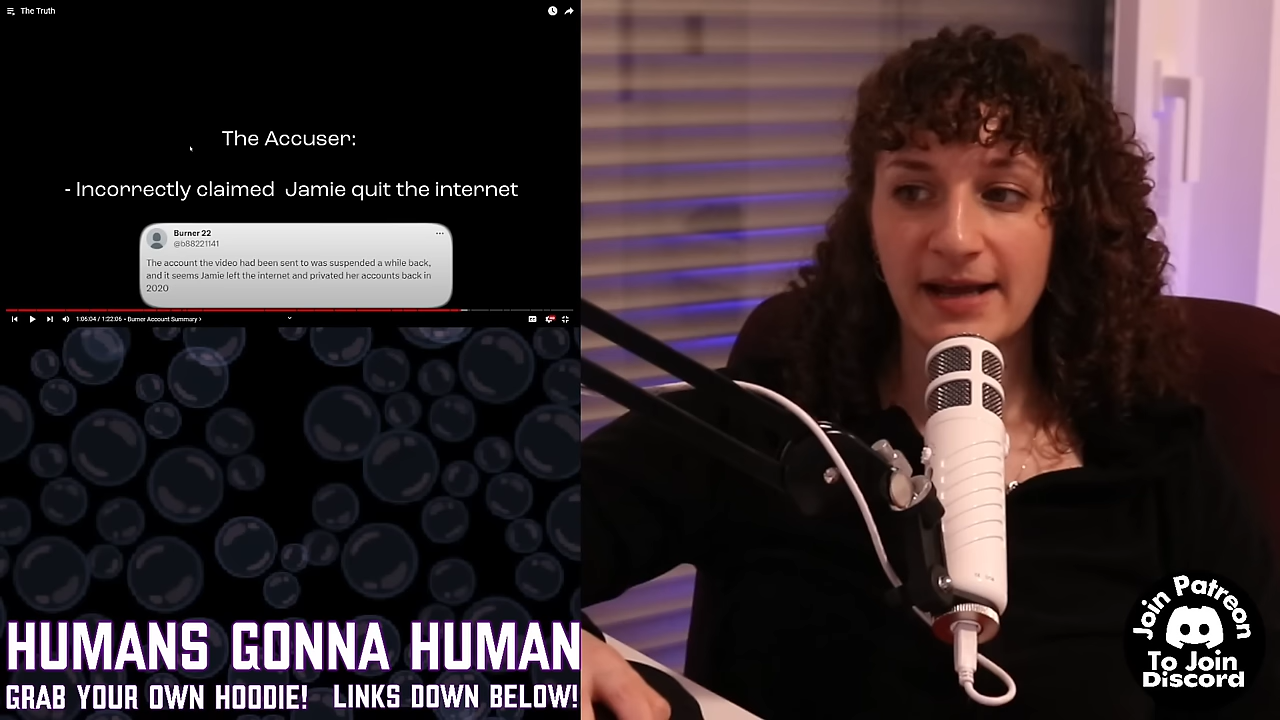 The Truth
The Accuser:
- Incorrectly claimed Jamie quit the internet
Burner 22
@b88221141
The account the video had been sent to was suspended a while back,
and it seems Jamie left the internet and privated her accounts back in
2020
1:06:04 / 1:22:06 • Burner Account Summary ›
HUMANS GONNA HUMAN
GRAB YOUR OWN HOODIE! LINKS DOWN BELOW!
Join Patreon
To Join
Discord